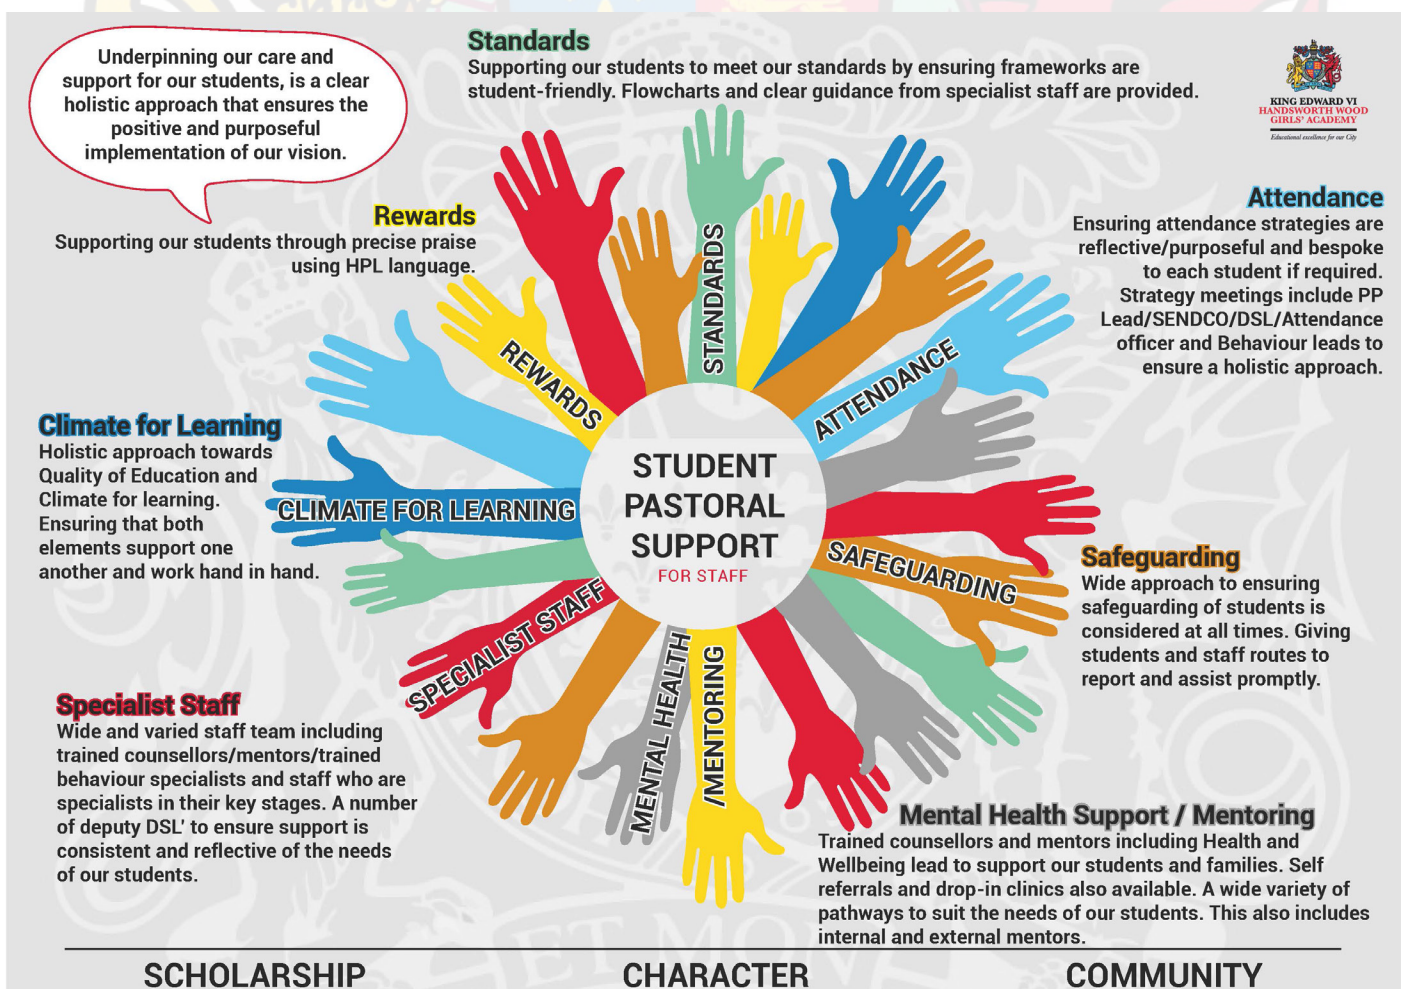 Underpinning our care and
support for our students, is a clear
holistic approach that ensures the
positive and purposeful
implementation of our vision.
Standards
Supporting our students to meet our standards by ensuring frameworks are
student-friendly. Flowcharts and clear guidance from specialist staff are provided.
KING EDWARD VI
HANDSWORTH WOOD
GIRLS' ACADEMY
Educational excellence for our City
Rewards
Supporting our students through precise praise
using HPL language.
Attendance
Ensuring attendance strategies are
reflective/purposeful and bespoke
to each student if required.
Strategy meetings include PP
Lead/SENDCO/DSL/Attendance
officer and Behaviour leads to
ensure a holistic approach.
Climate for Learning
Holistic approach towards
Quality of Education and
Climate for learning.
Ensuring that both
elements support one
another and work hand in hand.
STANDARDS
REWARDS
ATTENDANCE
CLIMATE FOR LEARNING
STUDENT
PASTORAL
SUPPORT
FOR STAFF
SAFEGUARDING
SPECIALIST STAFF
MENTAL HEALTH
/MENTORING
Safeguarding
Wide approach to ensuring
safeguarding of students is
considered at all times. Giving
students and staff routes to
report and assist promptly.
Specialist Staff
Wide and varied staff team including
trained counsellors/mentors/trained
behaviour specialists and staff who are
specialists in their key stages. A number
of deputy DSL' to ensure support is
consistent and reflective of the needs
of our students.
Mental Health Support / Mentoring
Trained counsellors and mentors including Health and
Wellbeing lead to support our students and families. Self
referrals and drop-in clinics also available. A wide variety of
pathways to suit the needs of our students. This also includes
internal and external mentors.
ET MON
SCHOLARSHIP
CHARACTER
COMMUNITY